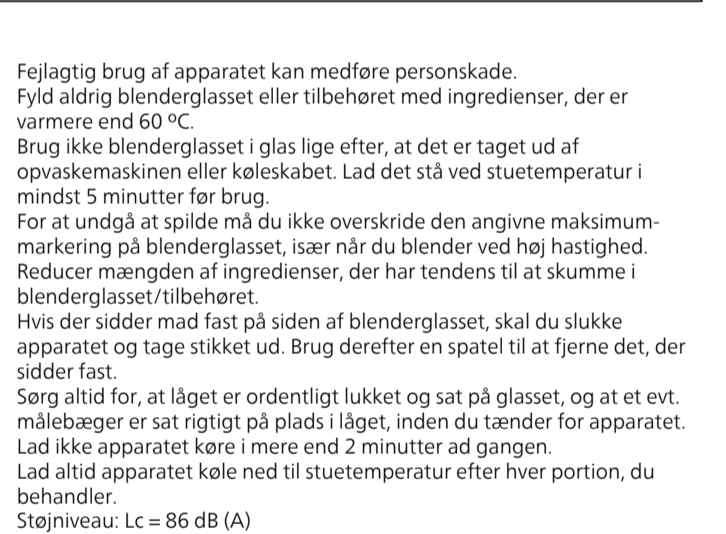 Fejlagtig brug af apparatet kan medføre personskade.
Fyld aldrig blenderglasset eller tilbehøret med ingredienser, der er
varmere end 60 ºC.
Brug ikke blenderglasset i glas lige efter, at det er taget ud af
opvaskemaskinen eller køleskabet. Lad det stå ved stuetemperatur i
mindst 5 minutter før brug.
For at undgå at spilde må du ikke overskride den angivne maksimum-
markering på blenderglasset, især når du blender ved høj hastighed.
Reducer mængden af ingredienser, der har tendens til at skumme i
blenderglasset/tilbehøret.
Hvis der sidder mad fast på siden af blenderglasset, skal du slukke
apparatet og tage stikket ud. Brug derefter en spatel til at fjerne det, der
sidder fast.
Sørg altid for, at låget er ordentligt lukket og sat på glasset, og at et evt.
målebæger er sat rigtigt på plads i låget, inden du tænder for apparatet.
Lad ikke apparatet køre i mere end 2 minutter ad gangen.
Lad altid apparatet køle ned til stuetemperatur efter hver portion, du
behandler.
Støjniveau: Lc = 86 dB (A)